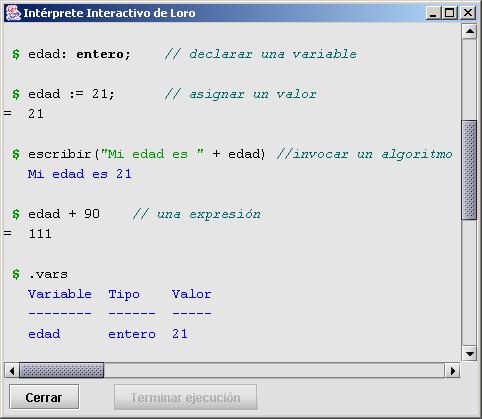 Intérprete Interactivo de Loro
$ edad: entero;    // declarar una variable
$ edad := 21;      // asignar un valor
=  21
$ escribir("Mi edad es " + edad) //invocar un algoritmo
Mi edad es 21
$ edad + 90    // una expresión
=  111
$ .vars
Variable  Tipo    Valor
--------  ------  -----
edad      entero  21
Cerrar    Terminar ejecución